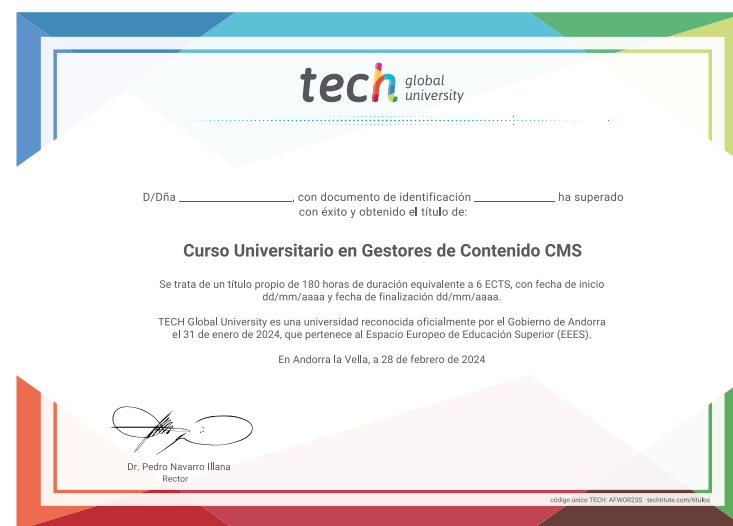 tech global
university
D/Dña ____________________, con documento de identificación ______________ ha superado
con éxito y obtenido el título de:
Curso Universitario en Gestores de Contenido CMS
Se trata de un título propio de 180 horas de duración equivalente a 6 ECTS, con fecha de inicio
dd/mm/aaaa y fecha de finalización dd/mm/aaaa.
TECH Global University es una universidad reconocida oficialmente por el Gobierno de Andorra
el 31 de enero de 2024, que pertenece al Espacio Europeo de Educación Superior (EEES).
En Andorra la Vella, a 28 de febrero de 2024
Dr. Pedro Navarro Illana
Rector
código único TECH: AFWOR23S techtitute.com/titulos